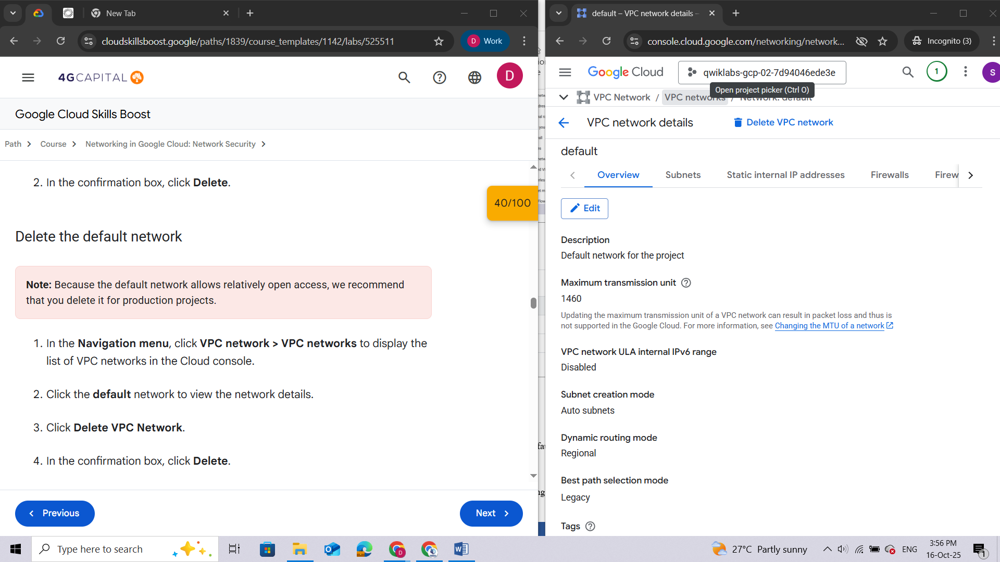 New Tab
cloudskillsboost.google/paths/1839/course_templates/1142/labs/525511
D Work
4GCAPITAL
D
Google Cloud Skills Boost
Path
Course
Networking in Google Cloud: Network Security
2. In the confirmation box, click Delete.
40/100
Delete the default network
Note: Because the default network allows relatively open access, we recommend
that you delete it for production projects.
1. In the Navigation menu, click VPC network > VPC networks to display the
list of VPC networks in the Cloud console.
2. Click the default network to view the network details.
3. Click Delete VPC Network.
4. In the confirmation box, click Delete.
Previous
Next
default – VPC network details –
console.cloud.google.com/networking/network...
Incognito (3)
Google Cloud
qwiklabs-gcp-02-7d94046ede3e
1
S
Open project picker (Ctrl O)
VPC Network / VPC networks / Network: default
VPC network details
Delete VPC network
default
Overview
Subnets
Static internal IP addresses
Firewalls
Firew
Edit
Description
Default network for the project
Maximum transmission unit
1460
Updating the maximum transmission unit of a VPC network can result in packet loss and thus is
not supported in the Google Cloud. For more information, see Changing the MTU of a network
VPC network ULA internal IPv6 range
Disabled
Subnet creation mode
Auto subnets
Dynamic routing mode
Regional
Best path selection mode
Legacy
Tags
Type here to search
27°C Partly sunny
ENG
3:56 PM
16-Oct-25
1